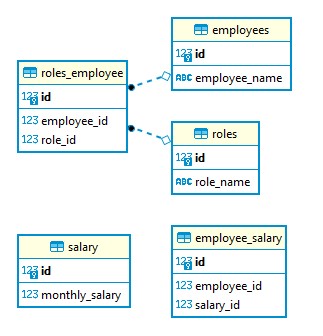 employees
123 id
ABC employee_name
roles_employee
123 id
123 employee_id
123 role_id
roles
123 id
ABC role_name
salary
123 id
123 monthly_salary
employee_salary
123 id
123 employee_id
123 salary_id